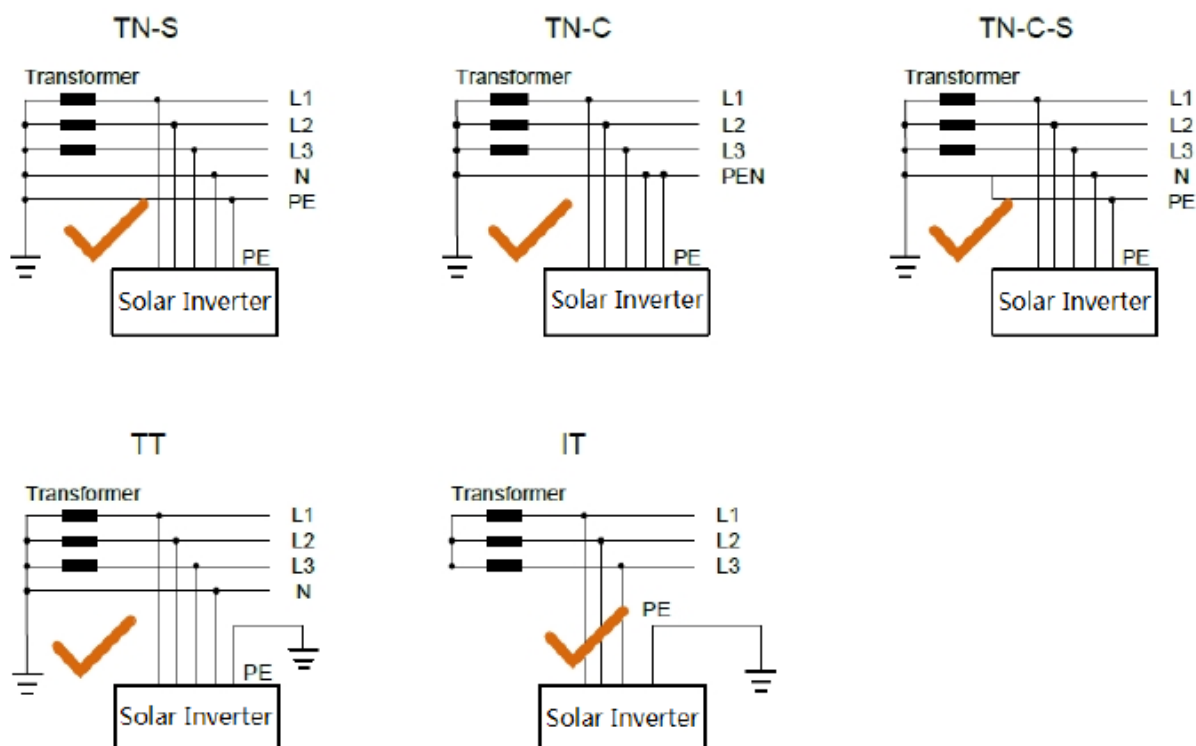 TN-S
Transformer
L1
L2
L3
N
PE
PE
Solar Inverter
TN-C
Transformer
L1
L2
L3
PEN
PE
Solar Inverter
TN-C-S
Transformer
L1
L2
L3
N
PE
PE
Solar Inverter
TT
Transformer
L1
L2
L3
N
PE
Solar Inverter
IT
Transformer
L1
L2
L3
PE
Solar Inverter